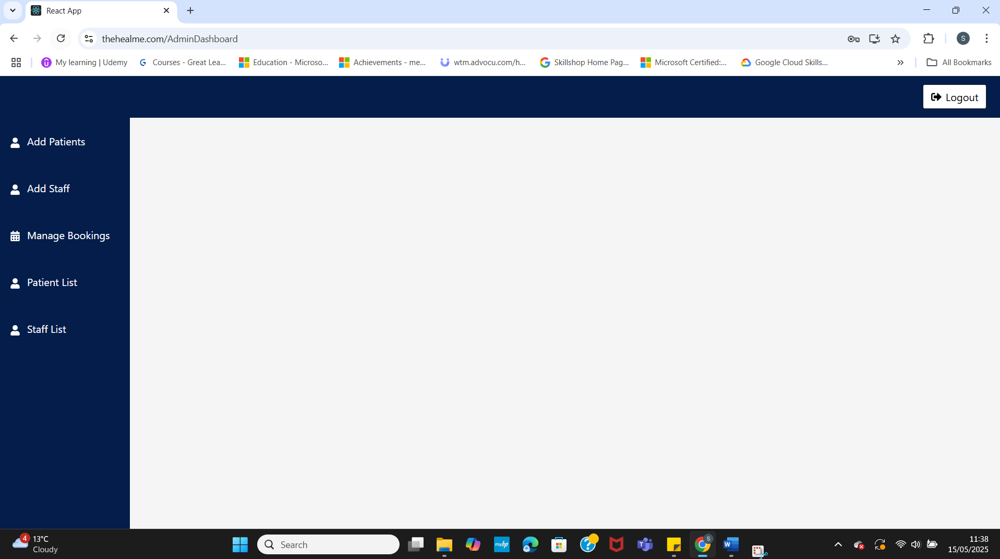 React App
thehealme.com/AdminDashboard
S
My learning | Udemy
Courses - Great Lea...
Education - Microso...
Achievements - me...
wtm.advocu.com/h...
Skillshop Home Pag...
Microsoft Certified:...
Google Cloud Skills...
All Bookmarks
Logout
Add Patients
Add Staff
Manage Bookings
Patient List
Staff List
4
13°C
Cloudy
Search
myhp
T
S
W
11:38
15/05/2025